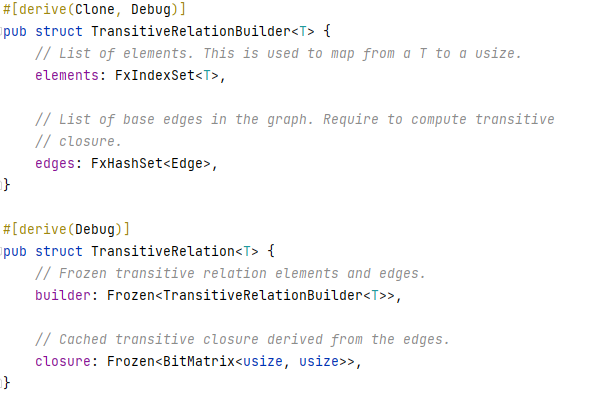 #[derive(Clone, Debug)]
pub struct TransitiveRelationBuilder<T> {
    // List of elements. This is used to map from a T to a usize.
    elements: FxIndexSet<T>,

    // List of base edges in the graph. Require to compute transitive
    // closure.
    edges: FxHashSet<Edge>,
}

#[derive(Debug)]
pub struct TransitiveRelation<T> {
    // Frozen transitive relation elements and edges.
    builder: Frozen<TransitiveRelationBuilder<T>>,

    // Cached transitive closure derived from the edges.
    closure: Frozen<BitMatrix<usize, usize>>,
}